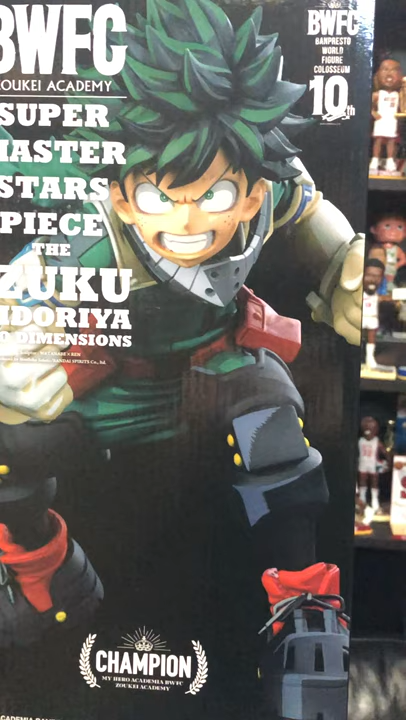 BWFC
ZOUKEI ACADEMY
SUPER
MASTER
STARS
PIECE
THE
IZUKU
MIDORIYA
DIMENSIONS
BWFC
BANPRESTO
WORLD
FIGURE
COLOSSEUM
10th
CHAMPION
MY HERO ACADEMIA BWFC
ZOUKEI ACADEMY